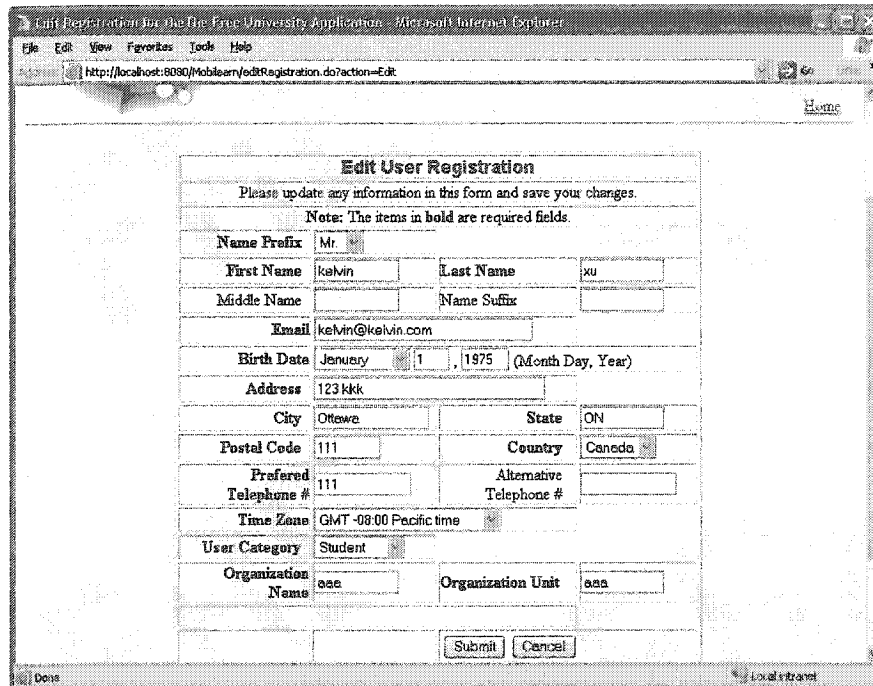 Edit Registration for the The Free University Application - Microsoft Internet Explorer
File Edit View Favorites Tools Help
http://localhost:8080/Mobilearn/editRegistration.do?action=Edit Go
Home
Edit User Registration
Please update any information in this form and save your changes.
Note: The items in bold are required fields.
Name Prefix Mr.
First Name kelvin Last Name xu
Middle Name Name Suffix
Email kelvin@kelvin.com
Birth Date January 1 , 1975 (Month Day, Year)
Address 123 kkk
City Ottawa State ON
Postal Code 111 Country Canada
Prefered Telephone # 111 Alternative Telephone #
Time Zone GMT -08:00 Pacific time
User Category Student
Organization Name aaa Organization Unit aaa
Submit Cancel
Done Local intranet